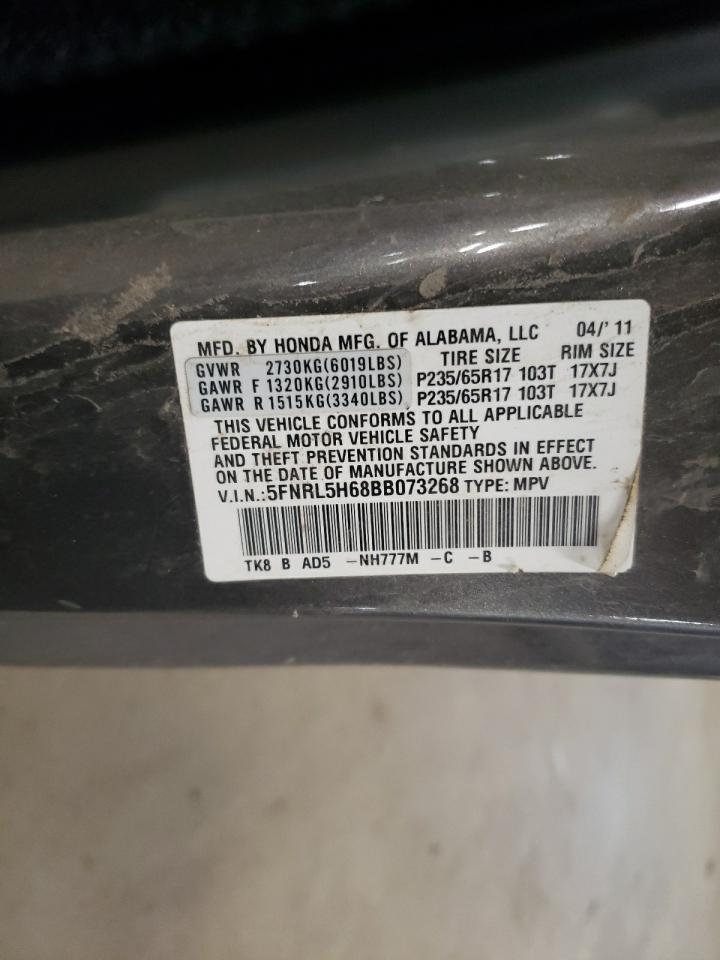 MFD. BY HONDA MFG. OF ALABAMA, LLC 04/'11
GVWR 2730KG(6019LBS) TIRE SIZE RIM SIZE
GAWR F 1320KG(2910LBS) P235/65R17 103T 17X7J
GAWR R 1515KG(3340LBS) P235/65R17 103T 17X7J
THIS VEHICLE CONFORMS TO ALL APPLICABLE
FEDERAL MOTOR VEHICLE SAFETY
AND THEFT PREVENTION STANDARDS IN EFFECT
ON THE DATE OF MANUFACTURE SHOWN ABOVE.
V.I.N.:5FNRL5H68BB073268 TYPE: MPV
TK8 B AD5 -NH777M -C -B